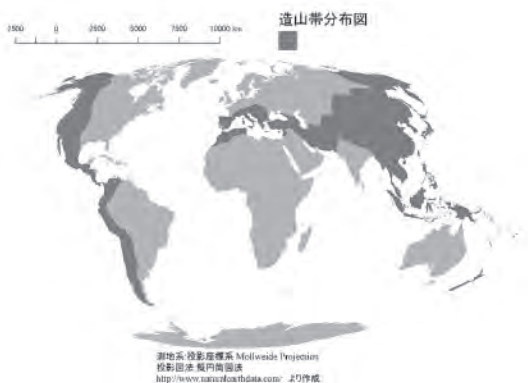 造山帯分布図
2500 0 2500 5000 7500 10000 km
測地系・投影座標系 Mollweide Projection
投影図法 楕円筒図法
http://www.naturalearthdata.com/ より作成